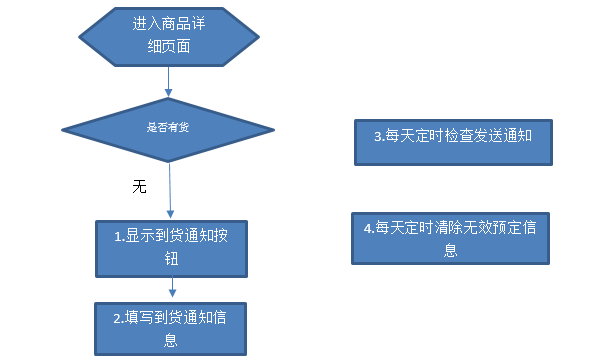 进入商品详
细页面
是否有货
无
1.显示到货通知按
钮
2.填写到货通知信
息
3.每天定时检查发送通知
4.每天定时清除无效预定信
息